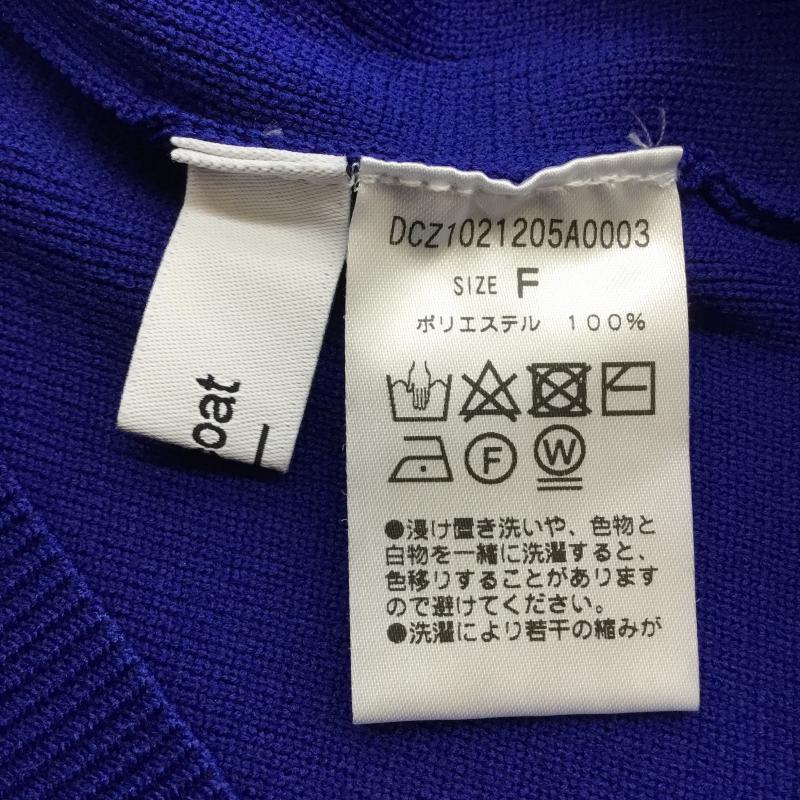 DCZ1021205A0003
SIZE F
ポリエステル 100%
F W
●浸け置き洗いや、色物と
白物を一緒に洗濯すると、
色移りすることがあります
ので避けてください。
●洗濯により若干の縮みが
oat